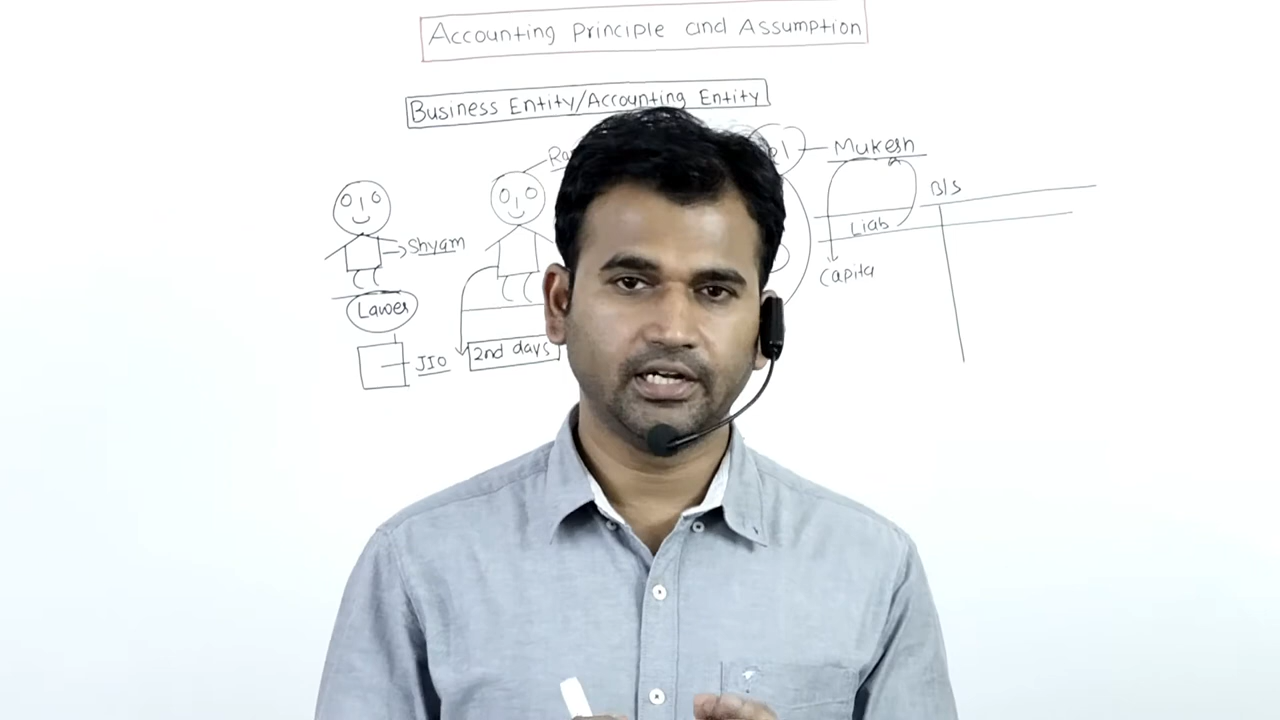 Accounting Principle and Assumption
Business Entity/Accounting Entity
Mukesh
B/S
Shyam
Liab
Capita
Lawer
2nd days
JIO